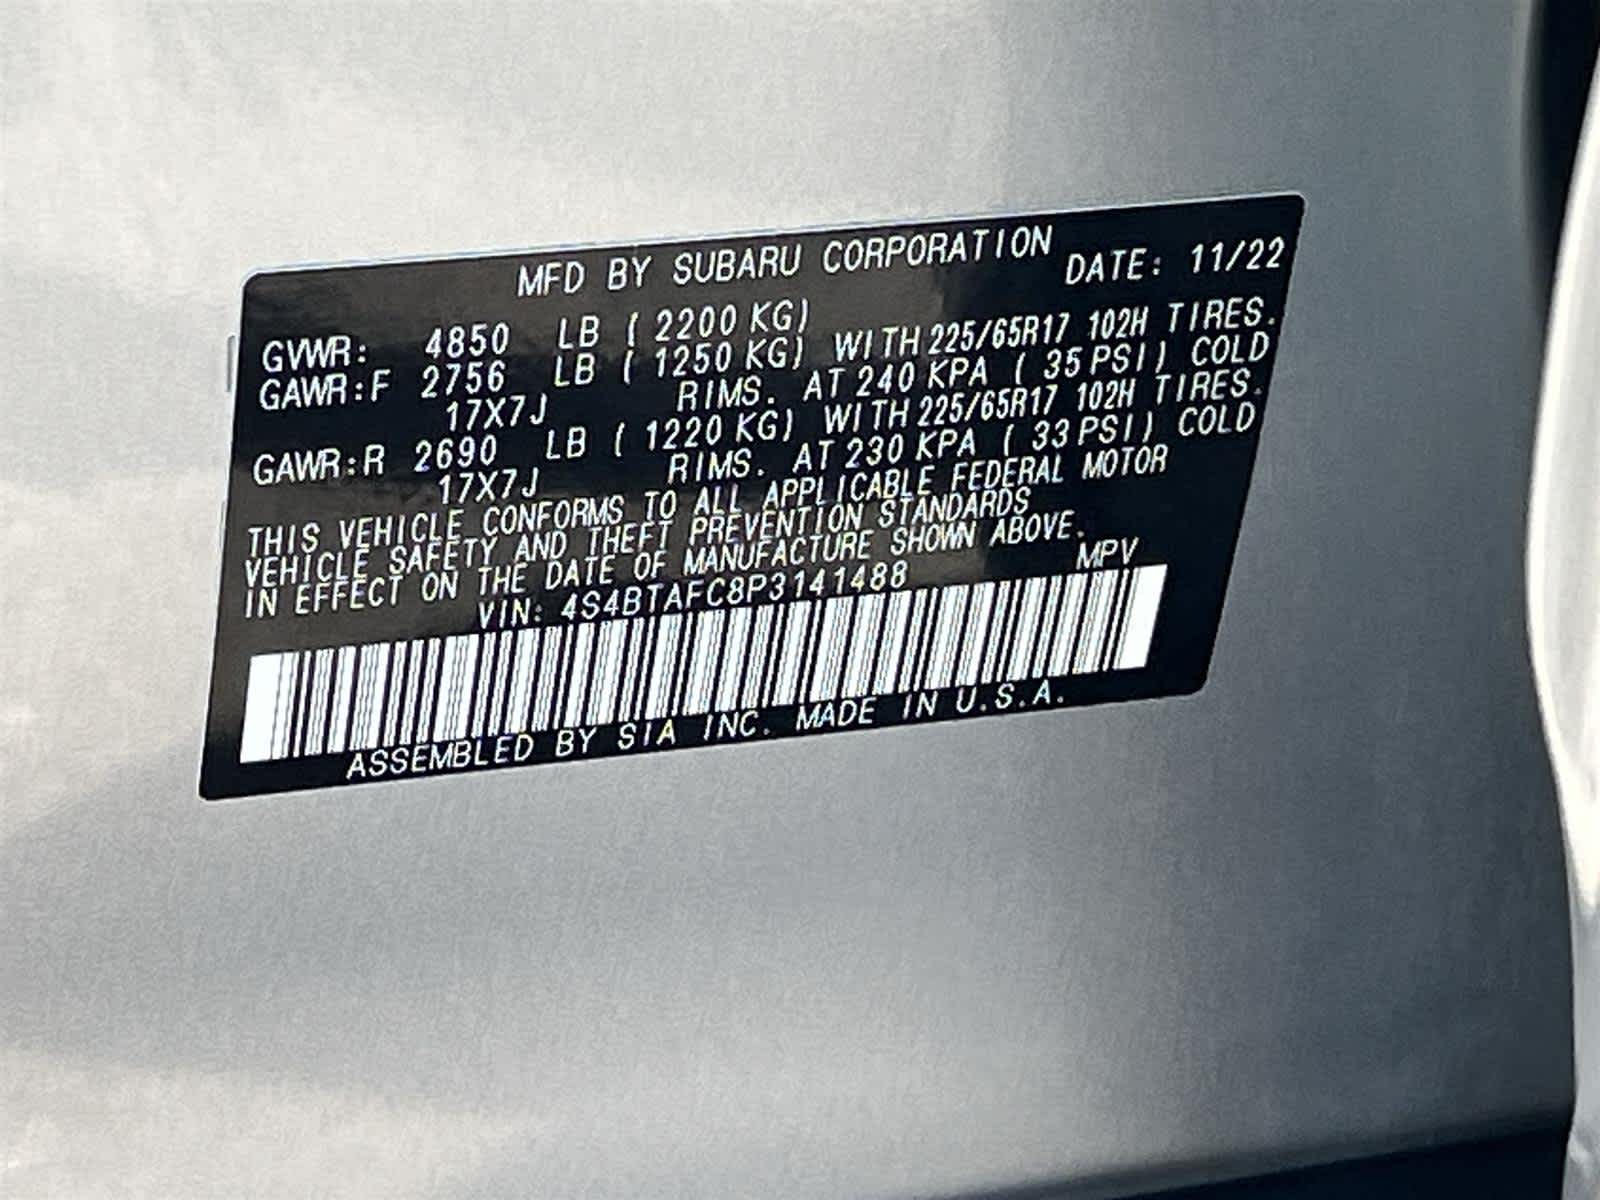 MFD BY SUBARU CORPORATION DATE: 11/22
GVWR: 4850 LB ( 2200 KG)
GAWR:F 2756 LB ( 1250 KG) WITH 225/65R17 102H TIRES.
17X7J RIMS. AT 240 KPA ( 35 PSI) COLD
GAWR:R 2690 LB ( 1220 KG) WITH 225/65R17 102H TIRES.
17X7J RIMS. AT 230 KPA ( 33 PSI) COLD
THIS VEHICLE CONFORMS TO ALL APPLICABLE FEDERAL MOTOR
VEHICLE SAFETY AND THEFT PREVENTION STANDARDS
IN EFFECT ON THE DATE OF MANUFACTURE SHOWN ABOVE.
VIN: 4S4BTAFC8P3141488 MPV
ASSEMBLED BY SIA INC. MADE IN U.S.A.